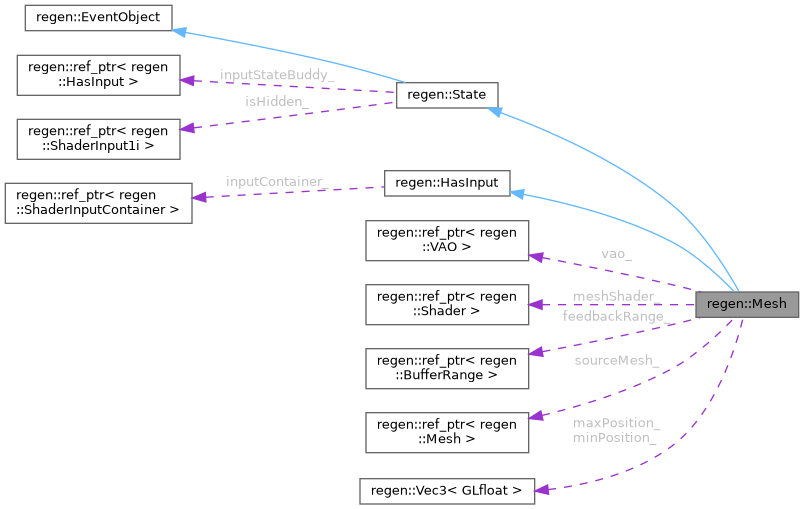 regen::EventObject
regen::ref_ptr< regen
::HasInput >
inputStateBuddy_
regen::State
isHidden_
regen::ref_ptr< regen
::ShaderInput1i >
regen::ref_ptr< regen
::ShaderInputContainer >
inputContainer_
regen::HasInput
regen::ref_ptr< regen
::VAO >
vao_
regen::ref_ptr< regen
::Shader >
meshShader_
regen::Mesh
feedbackRange_
regen::ref_ptr< regen
::BufferRange >
sourceMesh_
regen::ref_ptr< regen
::Mesh >
maxPosition_
minPosition_
regen::Vec3< GLfloat >